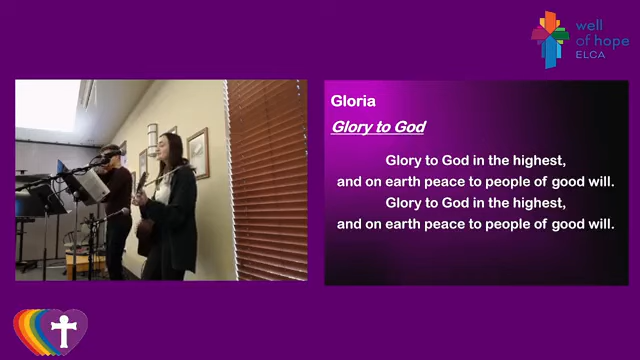 well
of hope
ELCA
Gloria
Glory to God
Glory to God in the highest,
and on earth peace to people of good will.
Glory to God in the highest,
and on earth peace to people of good will.